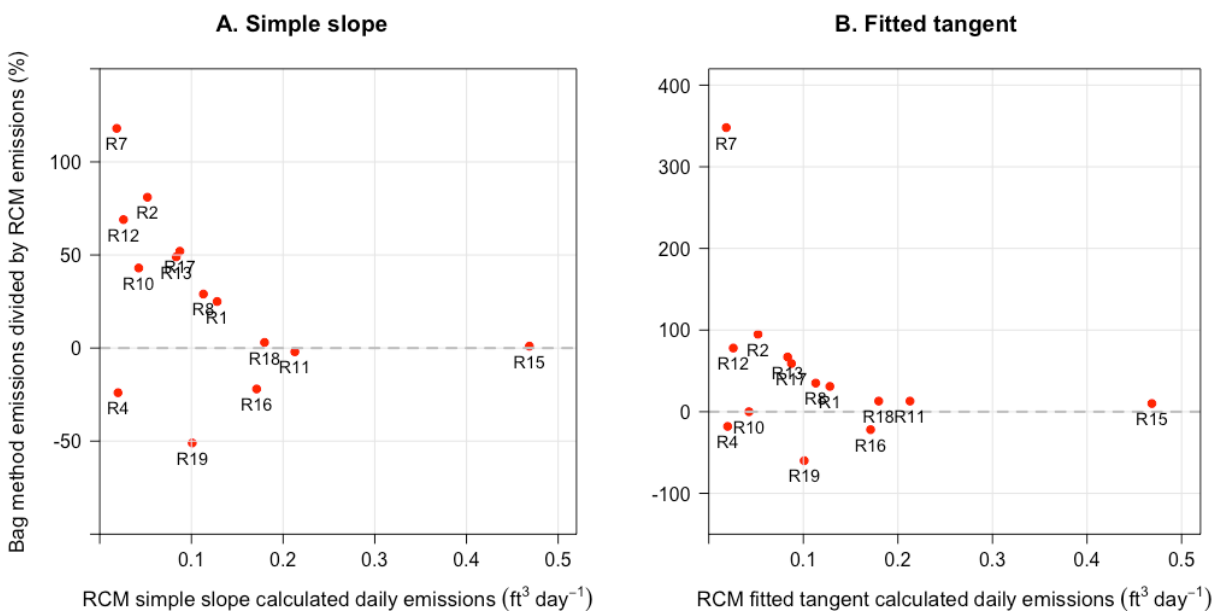 A. Simple slope
Bag method emissions divided by RCM emissions (%)
100
50
0
-50
R7
R2
R12
R17
R13
R10
R8
R1
R18
R11
R15
R4
R16
R19
0.1 0.2 0.3 0.4 0.5
RCM simple slope calculated daily emissions (ft³ day⁻¹)
B. Fitted tangent
400
300
200
100
0
-100
R7
R2
R12
R13
R17
R8
R1
R18
R11
R15
R10
R4
R16
R19
0.1 0.2 0.3 0.4 0.5
RCM fitted tangent calculated daily emissions (ft³ day⁻¹)